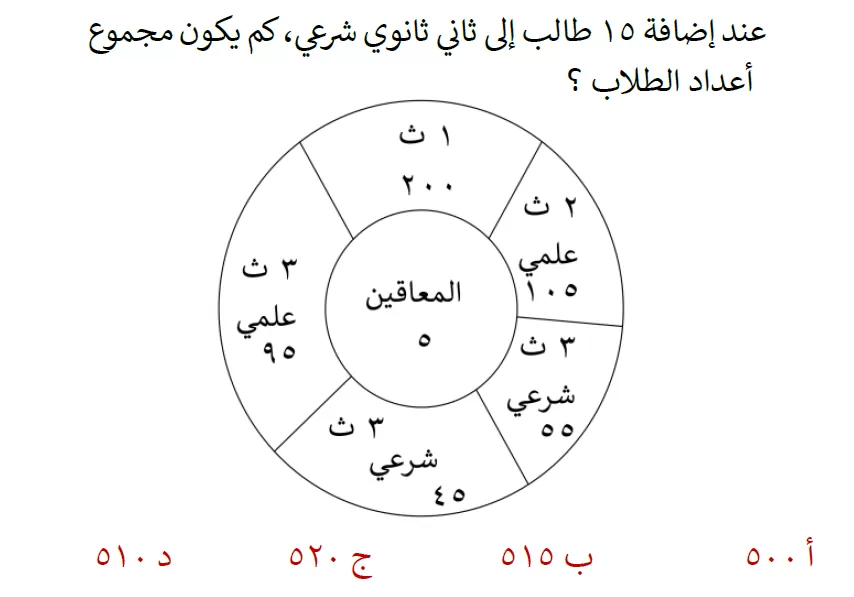 عند إضافة ١٥ طالب إلى ثاني ثانوي شرعي، كم يكون مجموع
أعداد الطلاب ؟
١ ث
٢٠٠
٢ ث
علمي
١٠٥
٣ ث
علمي
٩٥
المعاقين
٥
٣ ث
شرعي
٥٥
٣ ث
شرعي
٤٥
أ ٥٠٠
ب ٥١٥
ج ٥٢٠
د ٥١٠